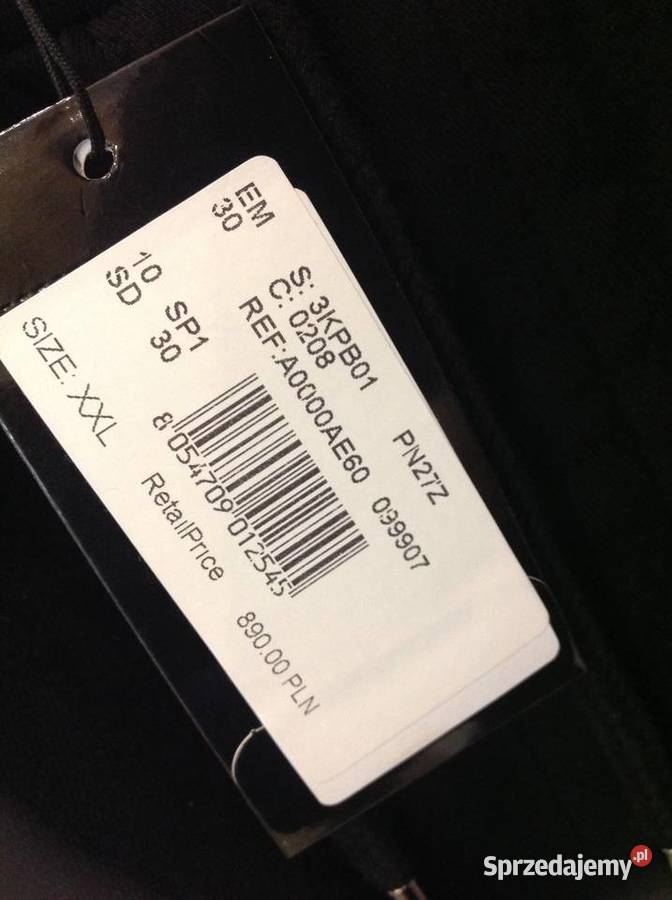 EM
30
S: 3KPB01 PN27Z
C: 0208
REF:A0000AE60 099907
10 SP1
SD 30
8 054709 012545
SIZE: XXL
RetailPrice 890.00 PLN
Sprzedajemy.pl